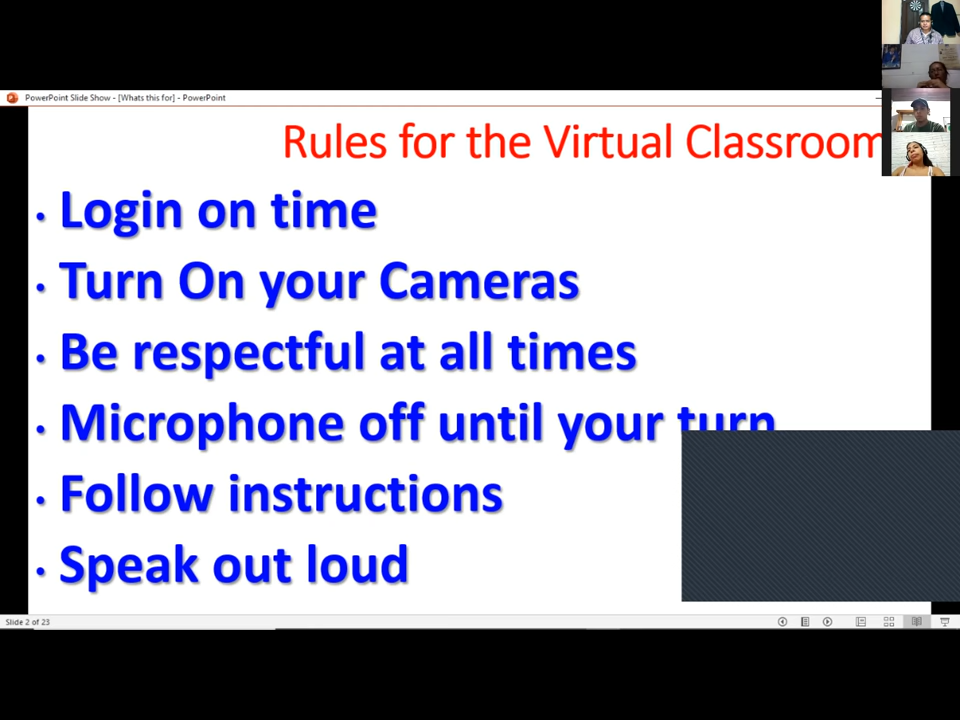 PowerPoint Slide Show - [Whats this for] - PowerPoint
Rules for the Virtual Classroom
• Login on time
• Turn On your Cameras
• Be respectful at all times
• Microphone off until your turn
• Follow instructions
• Speak out loud
Slide 2 of 23